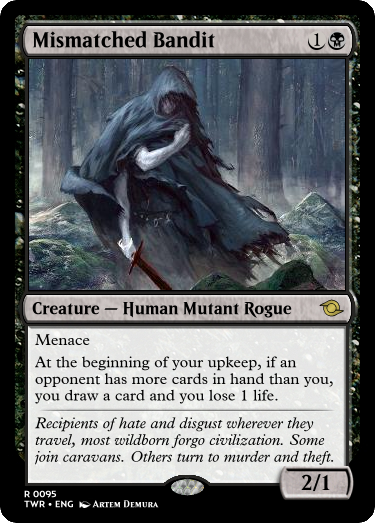 Mismatched Bandit 1
Creature — Human Mutant Rogue
Menace
At the beginning of your upkeep, if an
opponent has more cards in hand than you,
you draw a card and you lose 1 life.
Recipients of hate and disgust wherever they
travel, most wildborn forgo civilization. Some
join caravans. Others turn to murder and theft.
2/1
R 0095
TWR • ENG Artem Demura